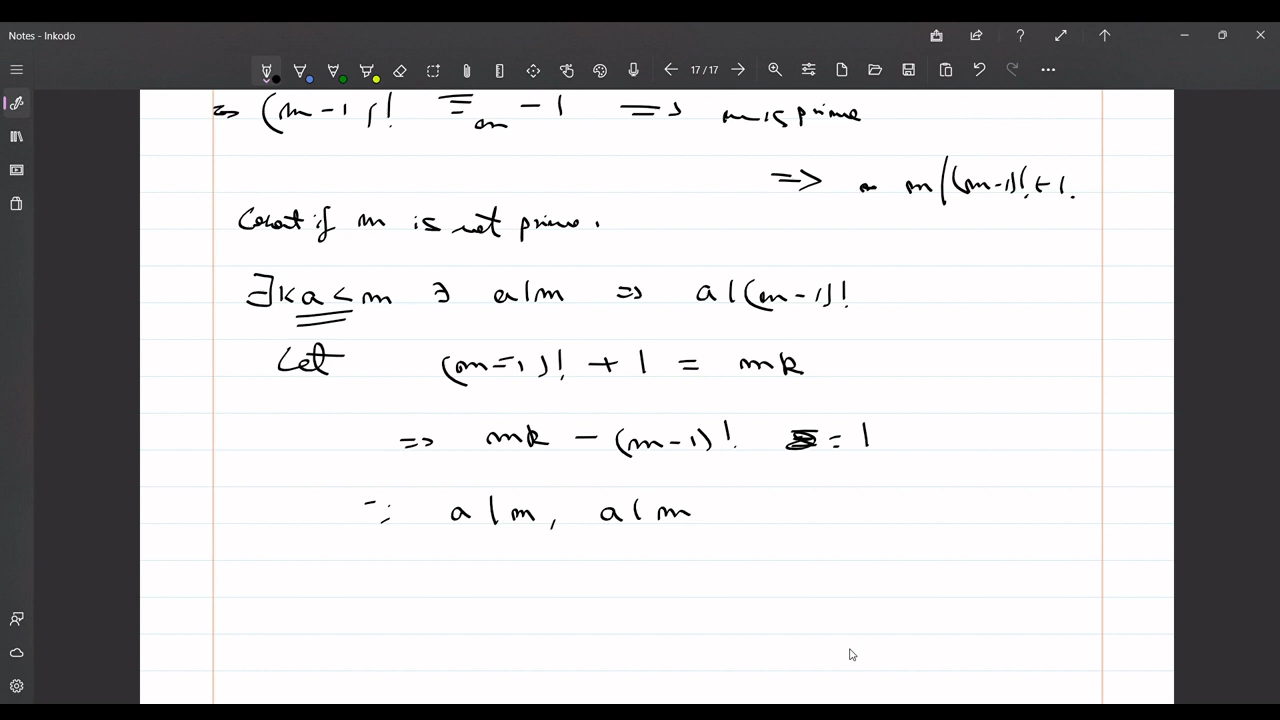 Notes - Inkodo
17/17
⇒ (m-1)! ≡m -1 ⇒ m is prime
⇒ m | (m-1)! + 1.
if m is not prime.
∃ 1 < a < m ∋ a | m ⇒ a | (m-1)!
Let (m-1)! + 1 = mk
⇒ mk - (m-1)! = 1
∵ a | m, a | m